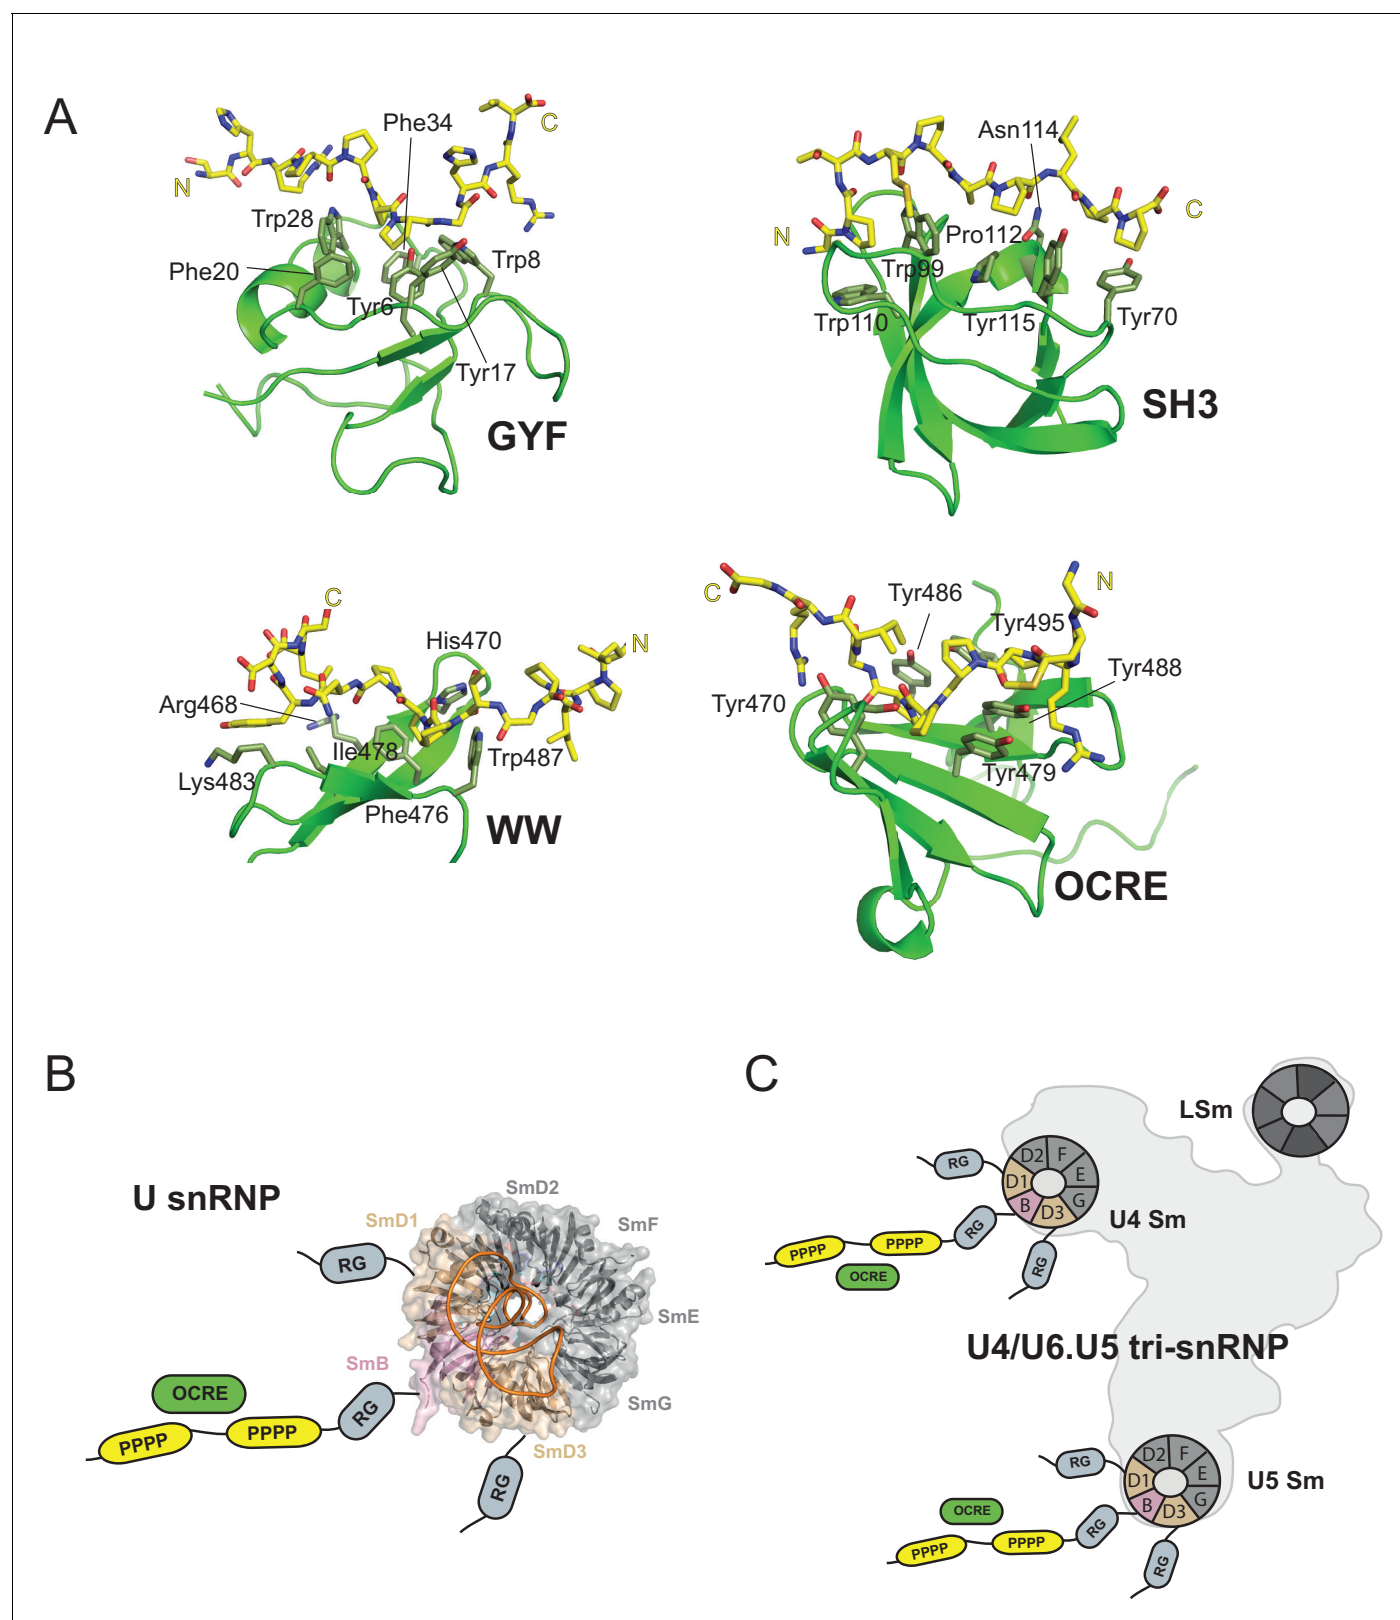 A
Phe34
C
N
Trp28
Phe20
Tyr6
Trp8
Tyr17
GYF
Asn114
C
N
Pro112
Trp99
Trp110
Tyr115
Tyr70
SH3
C
His470
N
Arg468
Ile478
Trp487
Lys483
Phe476
WW
C
Tyr486
N
Tyr495
Tyr488
Tyr470
Tyr479
OCRE
B
U snRNP
SmD2
SmD1
SmF
RG
SmE
SmB
OCRE
SmG
PPPP
PPPP
RG
SmD3
RG
C
LSm
RG
D2
F
D1
E
B
G
D3
U4 Sm
PPPP
PPPP
RG
OCRE
RG
U4/U6.U5 tri-snRNP
RG
D2
F
D1
E
B
G
D3
U5 Sm
OCRE
PPPP
PPPP
RG
RG